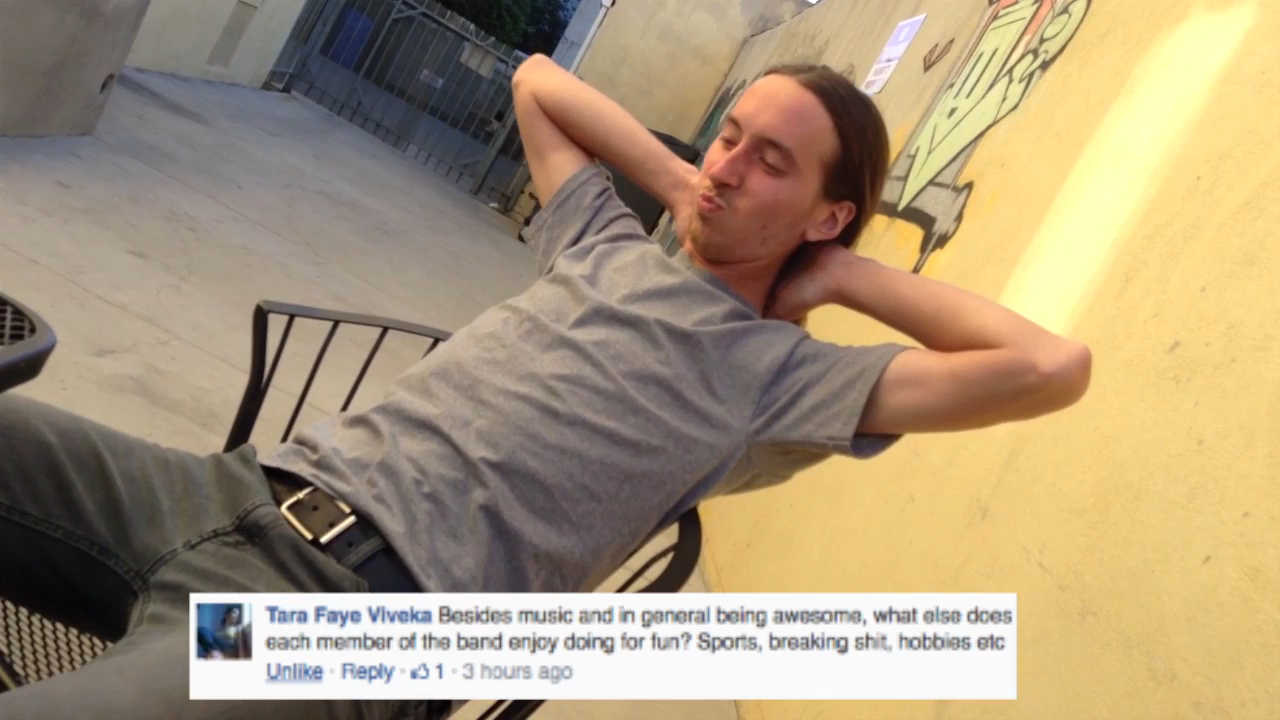 Tara Faye Viveka Besides music and in general being awesome, what else does
each member of the band enjoy doing for fun? Sports, breaking shit, hobbies etc
Unlike · Reply · 1 · 3 hours ago